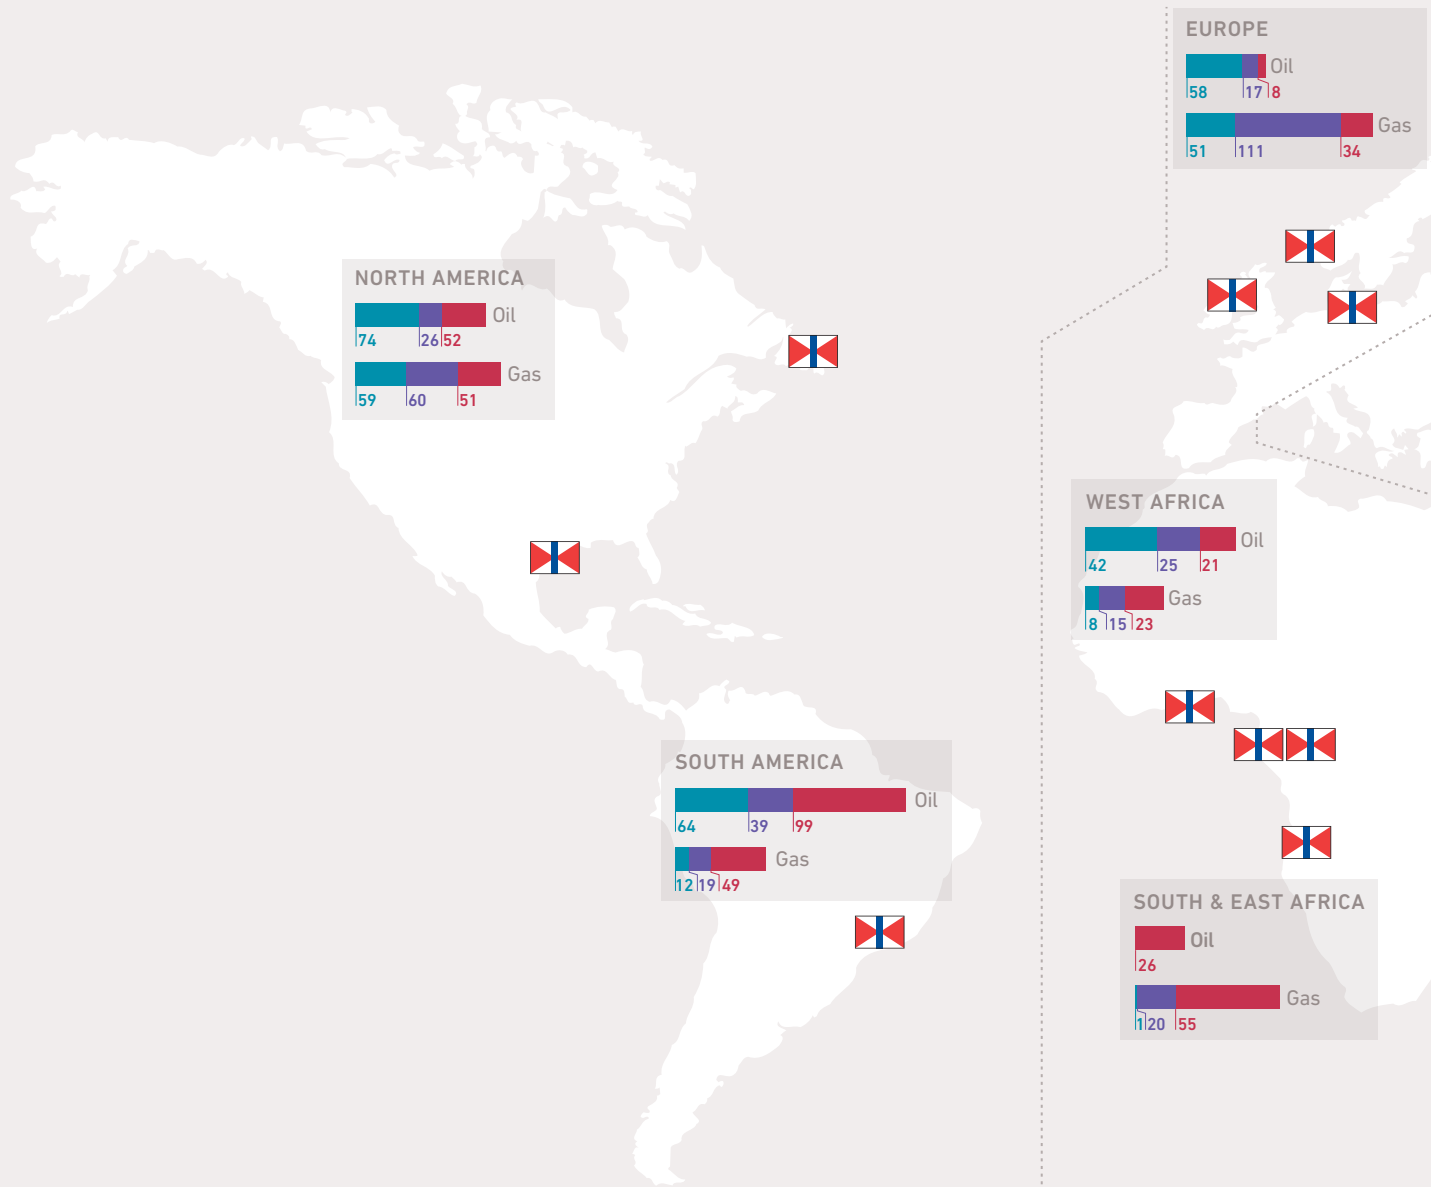 EUROPE
Oil
58 17 8
Gas
51 111 34
NORTH AMERICA
Oil
74 26 52
Gas
59 60 51
WEST AFRICA
Oil
42 25 21
Gas
8 15 23
SOUTH AMERICA
Oil
64 39 99
Gas
12 19 49
SOUTH & EAST AFRICA
Oil
26
Gas
1 20 55